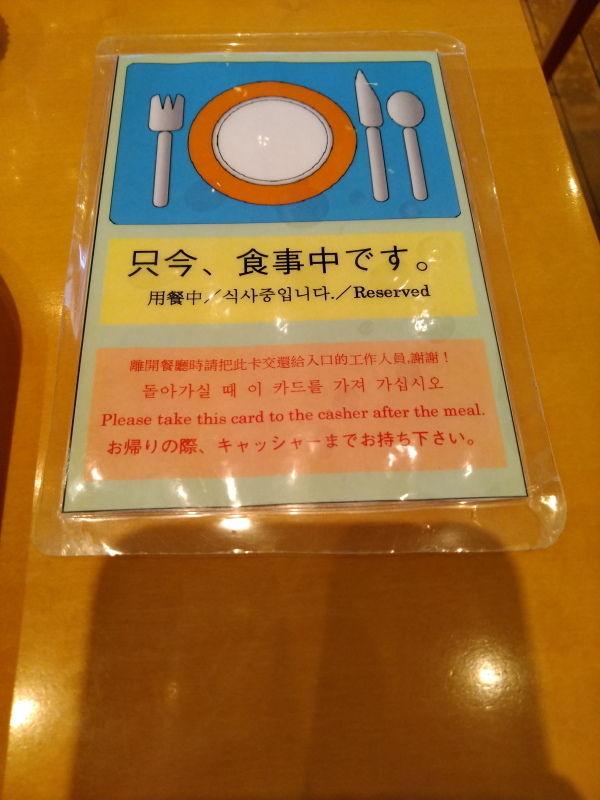 只今、食事中です。
用餐中／식사중입니다.／Reserved
離開餐廳時請把此卡交還給入口的工作人員,謝謝！
돌아가실 때 이 카드를 가져 가십시오
Please take this card to the casher after the meal.
お帰りの際、キャッシャーまでお持ち下さい。